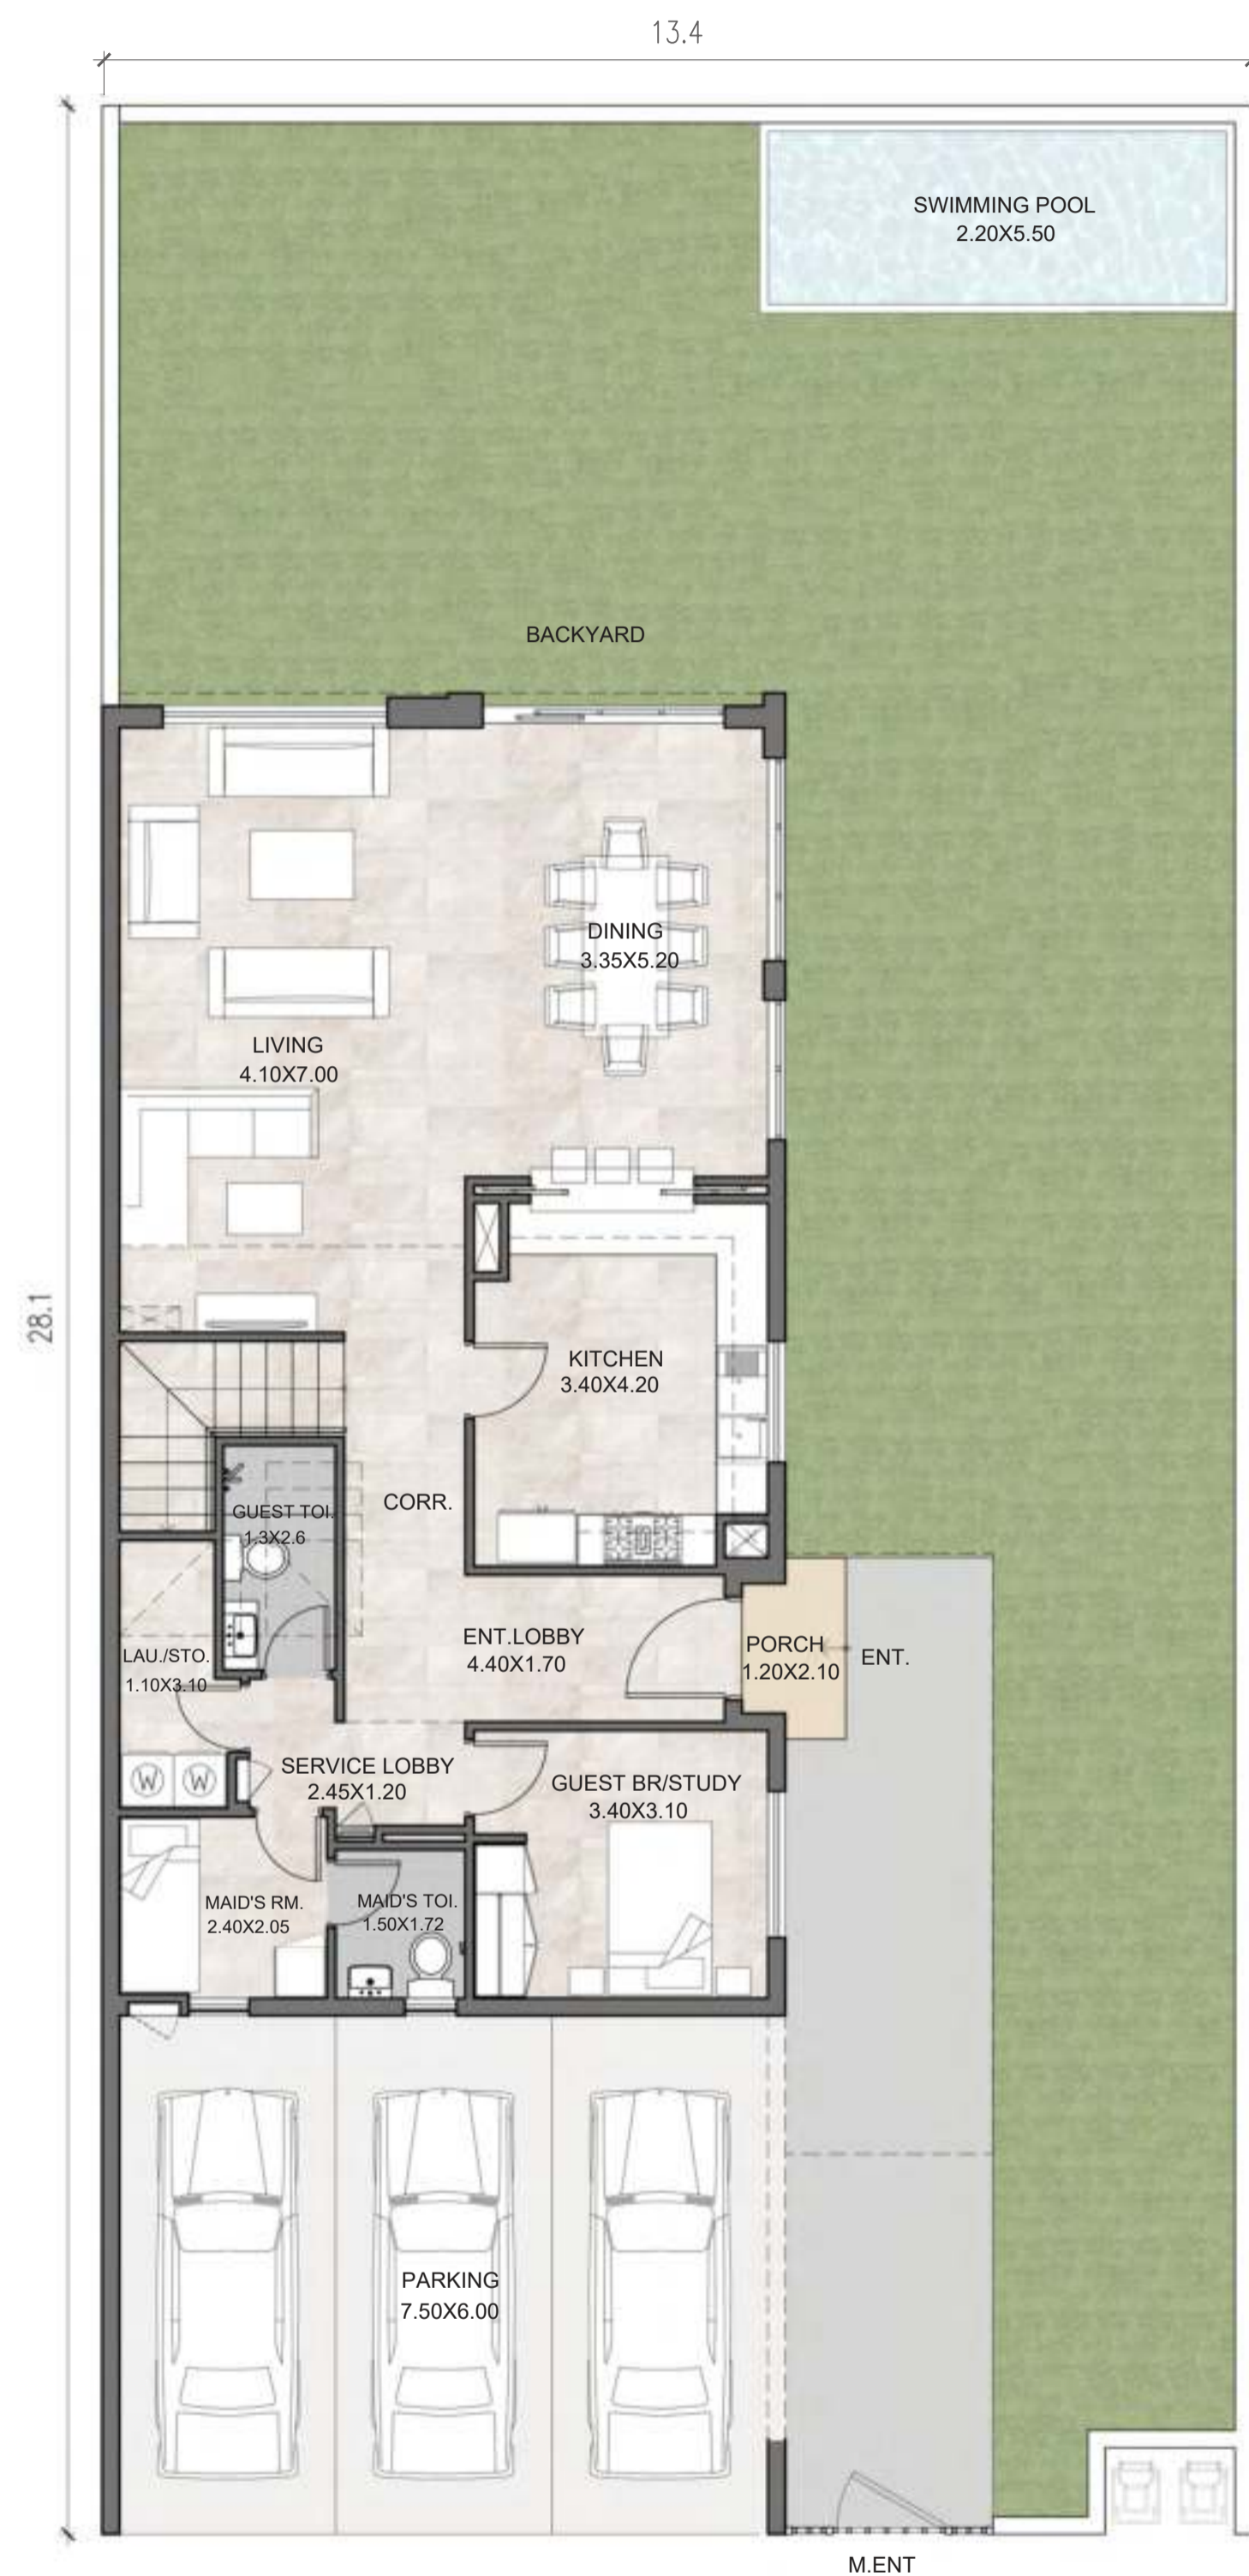 13.4
SWIMMING POOL
2.20X5.50
BACKYARD
DINING
3.35X5.20
LIVING
4.10X7.00
28.1
KITCHEN
3.40X4.20
CORR.
GUEST TOI.
1.3X2.6
ENT.LOBBY
4.40X1.70
PORCH
1.20X2.10
ENT.
LAU./STO.
1.10X3.10
SERVICE LOBBY
2.45X1.20
W W
GUEST BR/STUDY
3.40X3.10
MAID'S RM.
2.40X2.05
MAID'S TOI.
1.50X1.72
PARKING
7.50X6.00
M.ENT